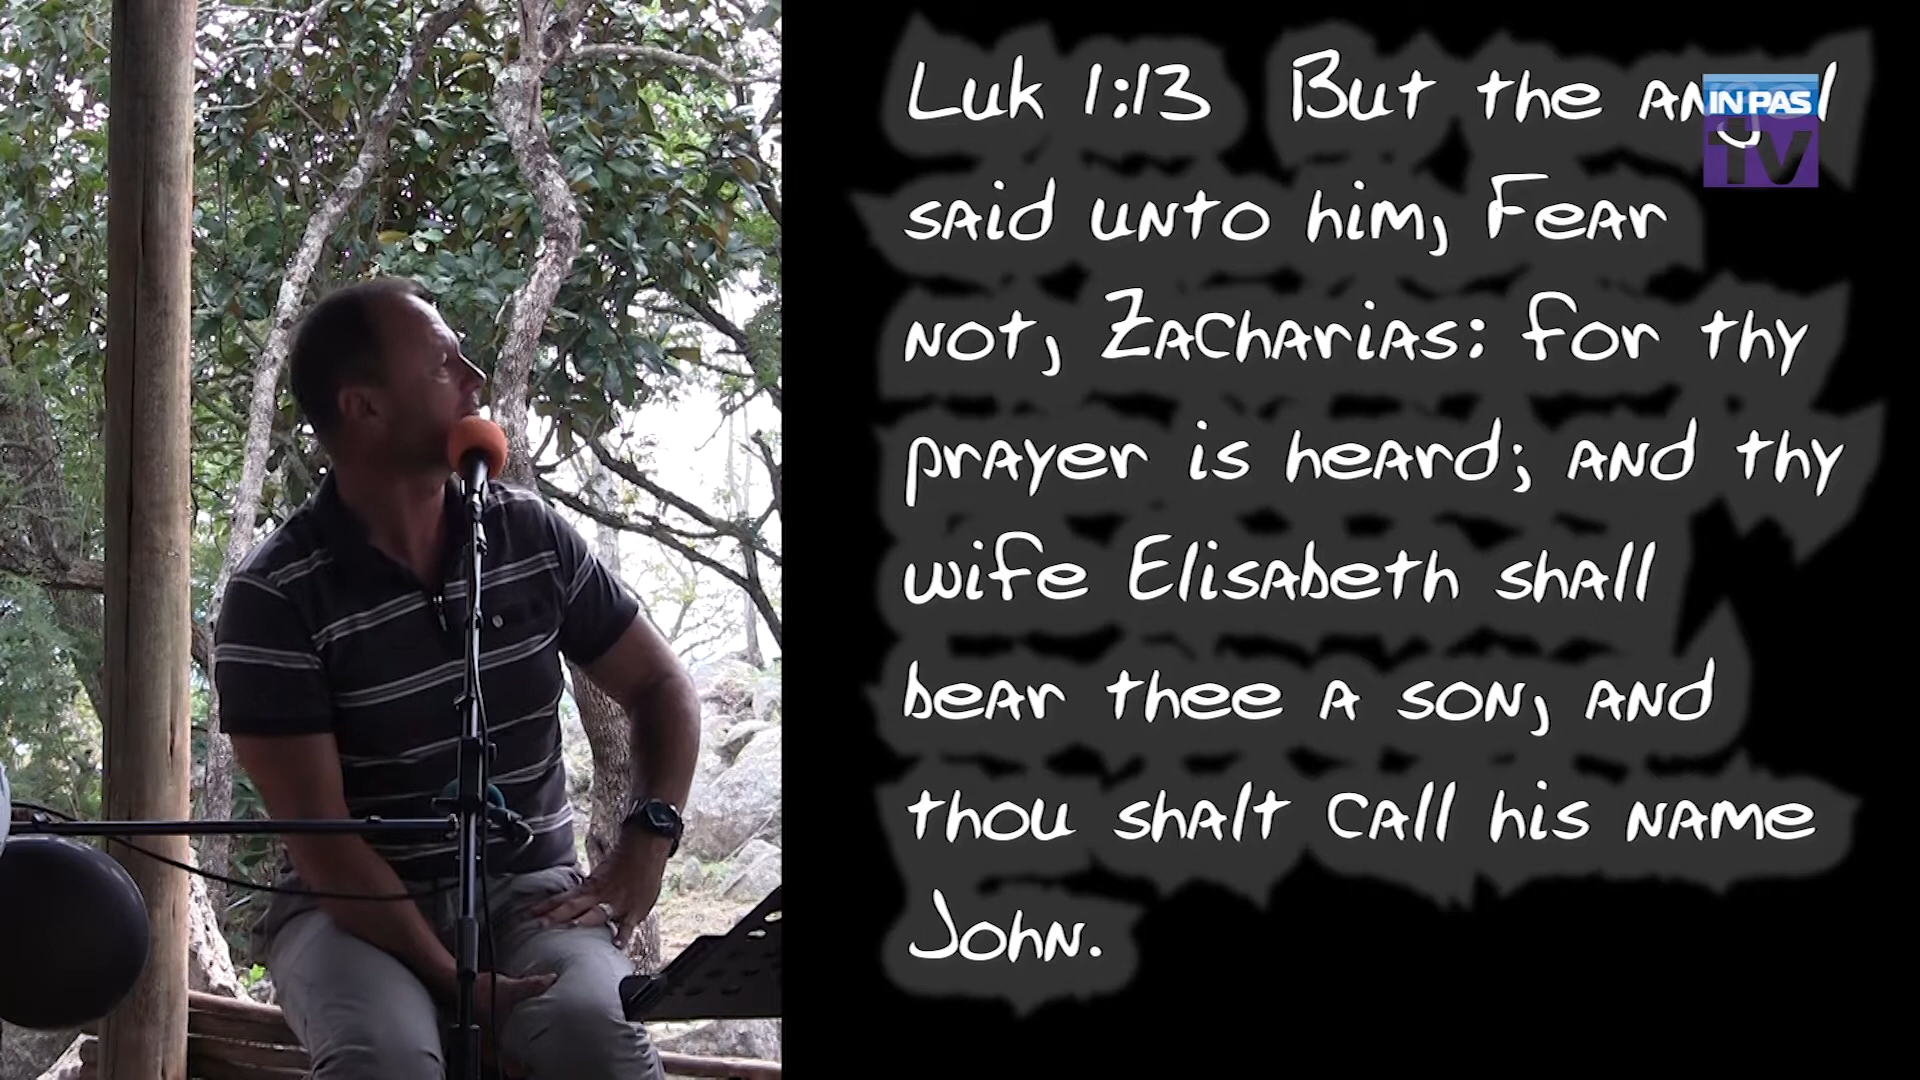 Luk 1:13 But the angel
said unto him, Fear
not, Zacharias: for thy
prayer is heard; and thy
wife Elisabeth shall
bear thee a son, and
thou shalt call his name
John.
IN PAS
TV